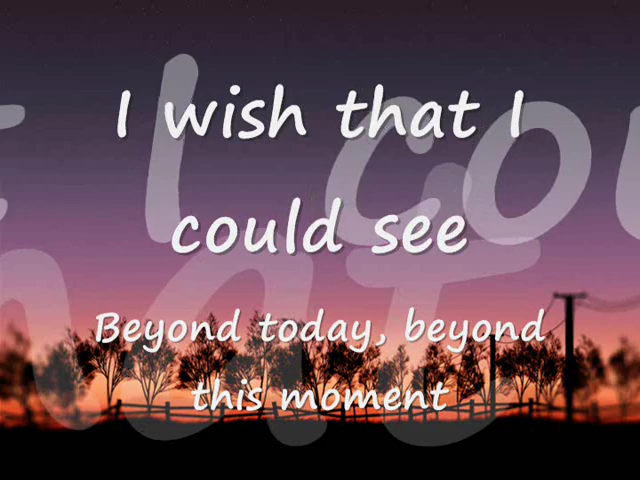 I wish that I
could see
Beyond today, beyond
this moment